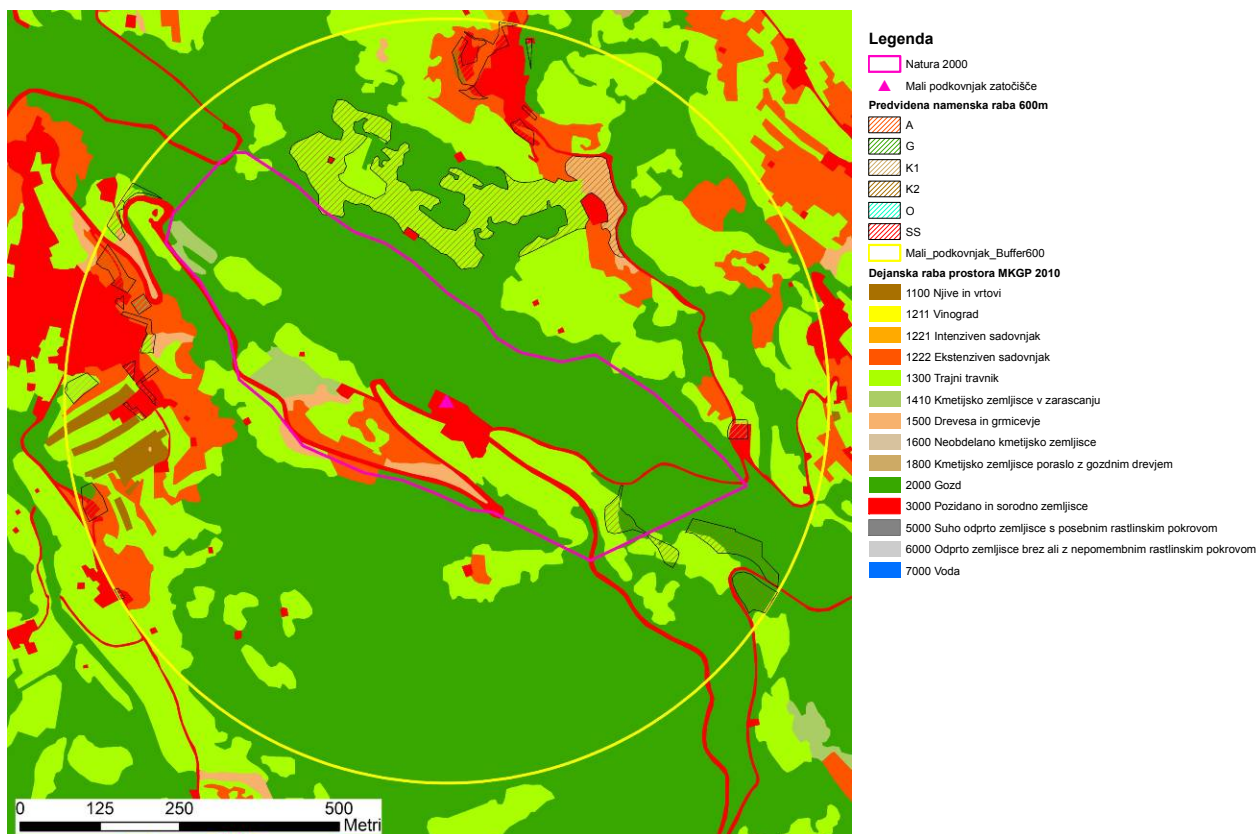 Legenda
Natura 2000
Mali podkovnjak zatočišče
Predvidena namenska raba 600m
A
G
K1
K2
O
SS
Mali_podkovnjak_Buffer600
Dejanska raba prostora MKGP 2010
1100 Njive in vrtovi
1211 Vinograd
1221 Intenziven sadovnjak
1222 Ekstenziven sadovnjak
1300 Trajni travnik
1410 Kmetijsko zemljisce v zarascanju
1500 Drevesa in grmicevje
1600 Neobdelano kmetijsko zemljisce
1800 Kmetijsko zemljisce poraslo z gozdnim drevjem
2000 Gozd
3000 Pozidano in sorodno zemljisce
5000 Suho odprto zemljisce s posebnim rastlinskim pokrovom
6000 Odprto zemljisce brez ali z nepomembnim rastlinskim pokrovom
7000 Voda
0 125 250 500
Metri